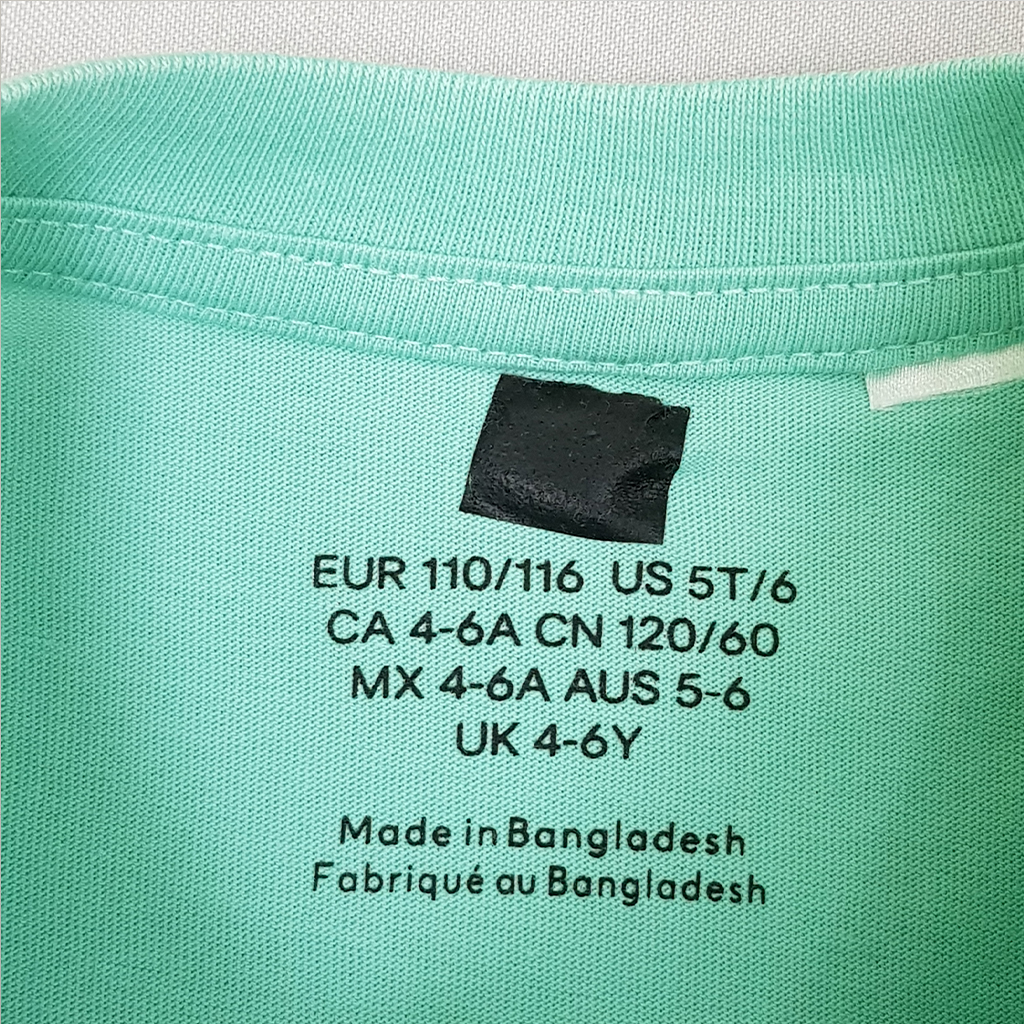 EUR 110/116 US 5T/6
CA 4-6A CN 120/60
MX 4-6A AUS 5-6
UK 4-6Y
Made in Bangladesh
Fabriqué au Bangladesh